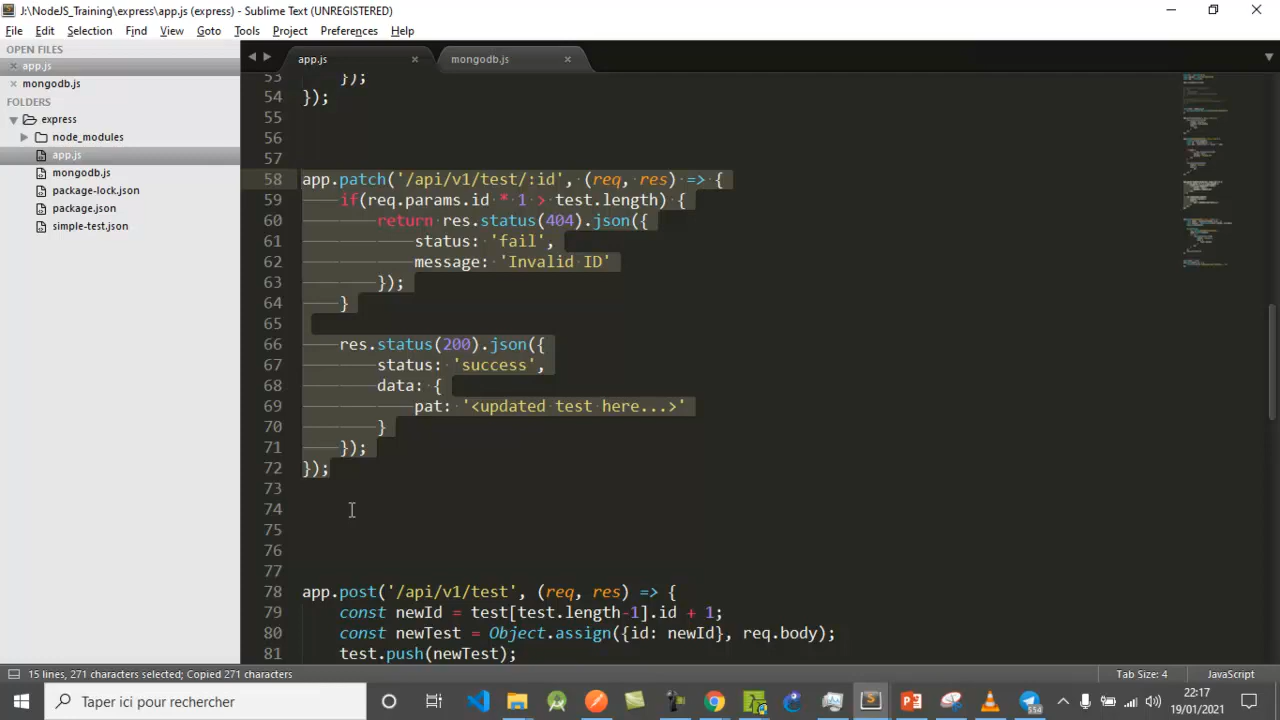 J:\NodeJS_Training\express\app.js (express) - Sublime Text (UNREGISTERED)
File Edit Selection Find View Goto Tools Project Preferences Help
OPEN FILES
app.js
mongodb.js
FOLDERS
express
node_modules
app.js
mongodb.js
package-lock.json
package.json
simple-test.json
app.js
mongodb.js
53 });
54 });
55
56
57
58 app.patch('/api/v1/test/:id', (req, res) => {
59 if(req.params.id * 1 > test.length) {
60 return res.status(404).json({
61 status: 'fail',
62 message: 'Invalid ID'
63 });
64 }
65
66 res.status(200).json({
67 status: 'success',
68 data: {
69 pat: '<updated test here...>'
70 }
71 });
72 });
73
74
75
76
77
78 app.post('/api/v1/test', (req, res) => {
79 const newId = test[test.length-1].id + 1;
80 const newTest = Object.assign({id: newId}, req.body);
81 test.push(newTest);
15 lines, 271 characters selected; Copied 271 characters
Tab Size: 4 JavaScript
Taper ici pour rechercher
554
22:17
19/01/2021